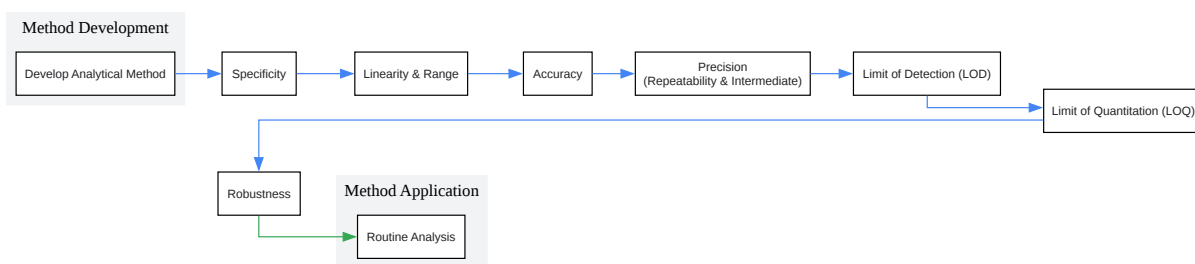 Method Development
Develop Analytical Method
Specificity
Linearity & Range
Accuracy
Precision
(Repeatability & Intermediate)
Limit of Detection (LOD)
Limit of Quantitation (LOQ)
Robustness
Method Application
Routine Analysis